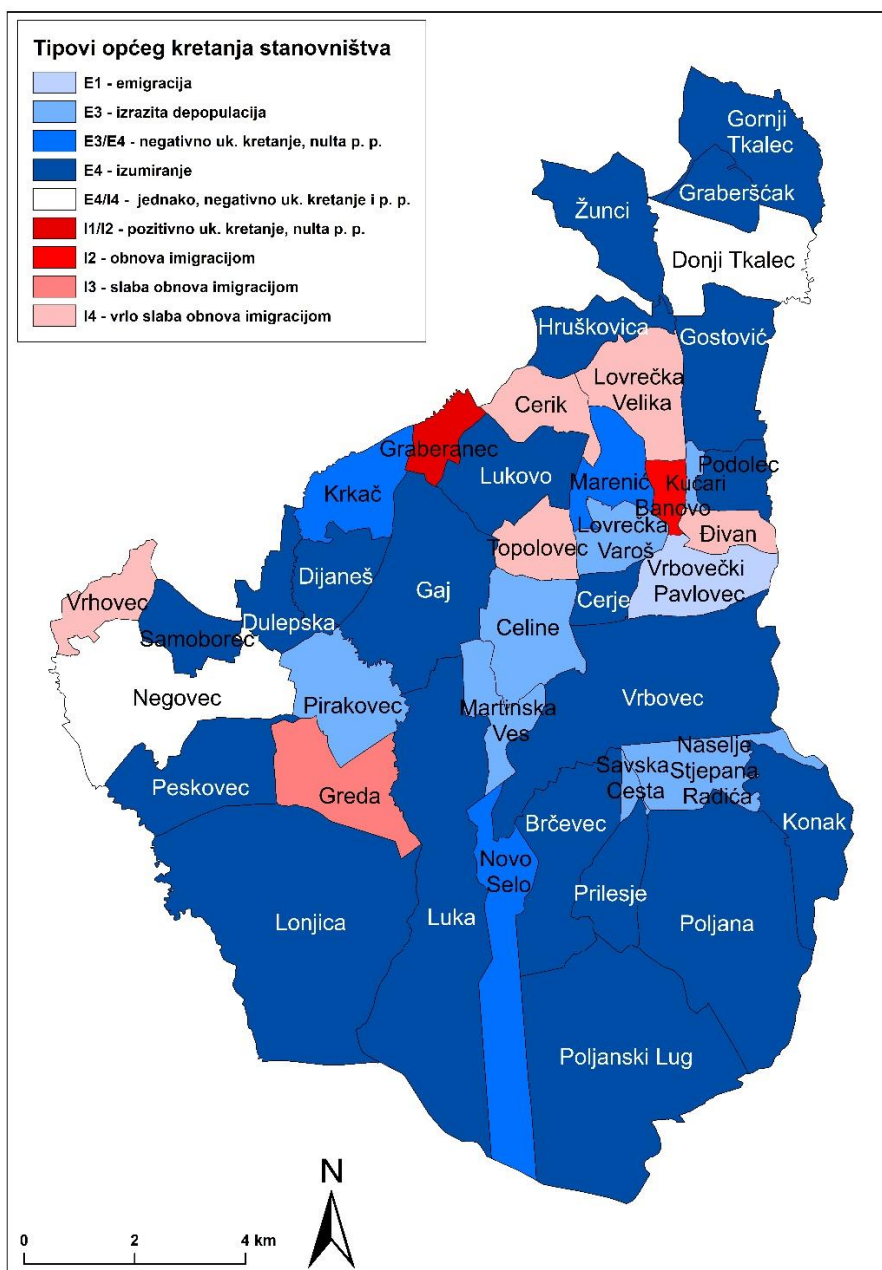 Tipovi općeg kretanja stanovništva
E1 - emigracija
E3 - izrazita depopulacija
E3/E4 - negativno uk. kretanje, nulta p. p.
E4 - izumiranje
E4/I4 - jednako, negativno uk. kretanje i p. p.
I1/I2 - pozitivno uk. kretanje, nulta p. p.
I2 - obnova imigracijom
I3 - slaba obnova imigracijom
I4 - vrlo slaba obnova imigracijom
Gornji
Tkalec
Graberšćak
Žunci
Donji Tkalec
Hruškovica
Gostović
Lovrečka
Velika
Cerik
Graberanec
Lukovo
Marenić
Kućari
Podolec
Krkač
Banovo
Lovrečka
Varoš
Topolovec
Đivan
Vrbovečki
Pavlovec
Dijaneš
Gaj
Cerje
Vrhovec
Samoborec
Dulepska
Celine
Negovec
Pirakovec
Martinska
Ves
Vrbovec
Naselje
Stjepana
Radića
Savska
Cesta
Peskovec
Greda
Brčevec
Konak
Novo
Selo
Prilesje
Poljana
Lonjica
Luka
Poljanski Lug
N
0 2 4 km